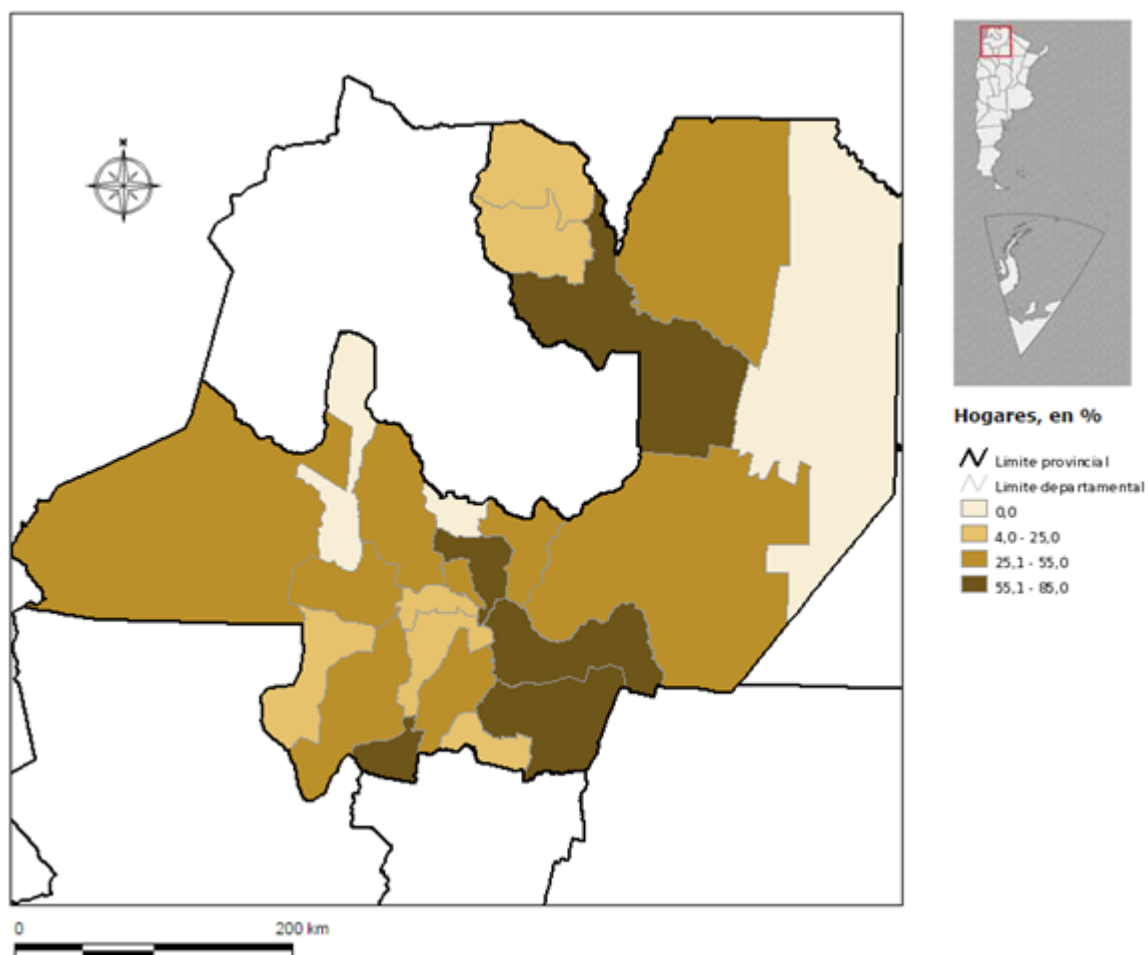 Hogares, en %
Límite provincial
Límite departamental
0,0
4,0 - 25,0
25,1 - 55,0
55,1 - 85,0
0 200 km